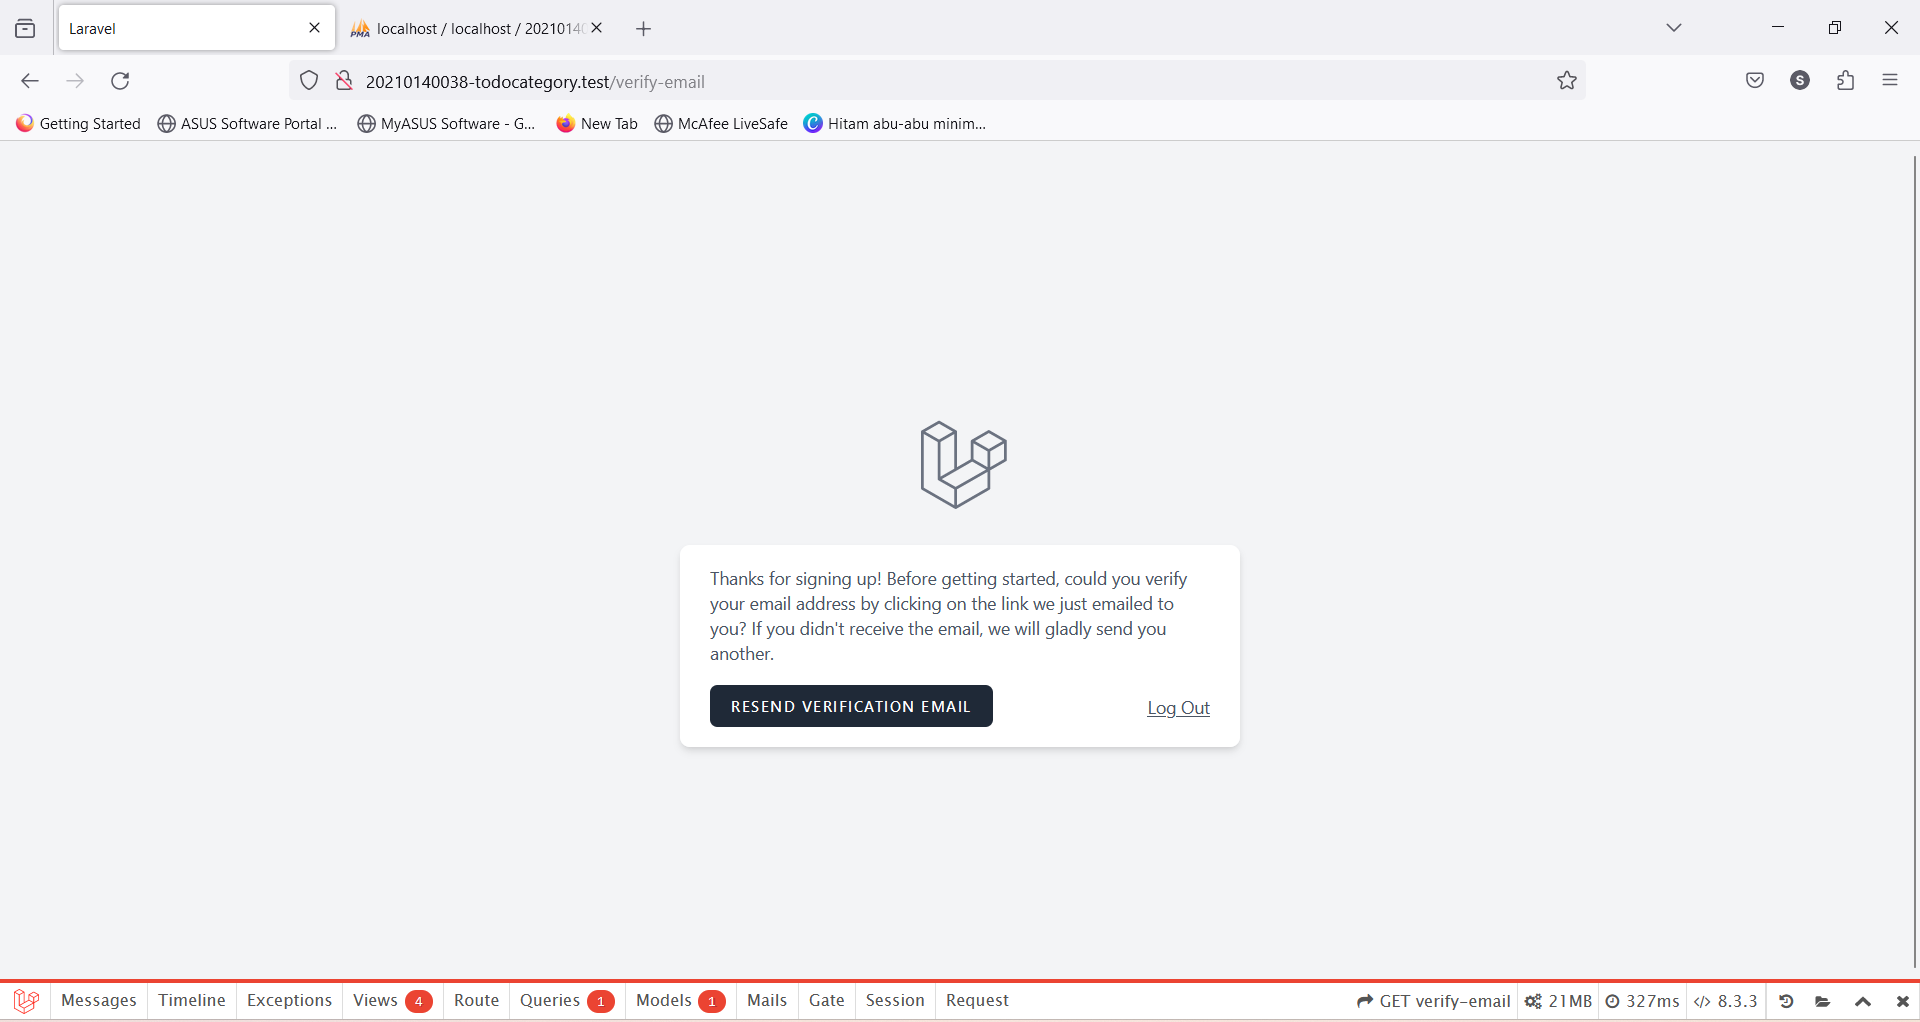 Laravel
localhost / localhost / 20210140
PMA
20210140038-todocategory.test/verify-email
S
Getting Started
ASUS Software Portal ...
MyASUS Software - G...
New Tab
McAfee LiveSafe
Hitam abu-abu minim...
Thanks for signing up! Before getting started, could you verify
your email address by clicking on the link we just emailed to
you? If you didn't receive the email, we will gladly send you
another.
RESEND VERIFICATION EMAIL
Log Out
Messages
Timeline
Exceptions
Views 4
Route
Queries 1
Models 1
Mails
Gate
Session
Request
GET verify-email
21MB
327ms
8.3.3